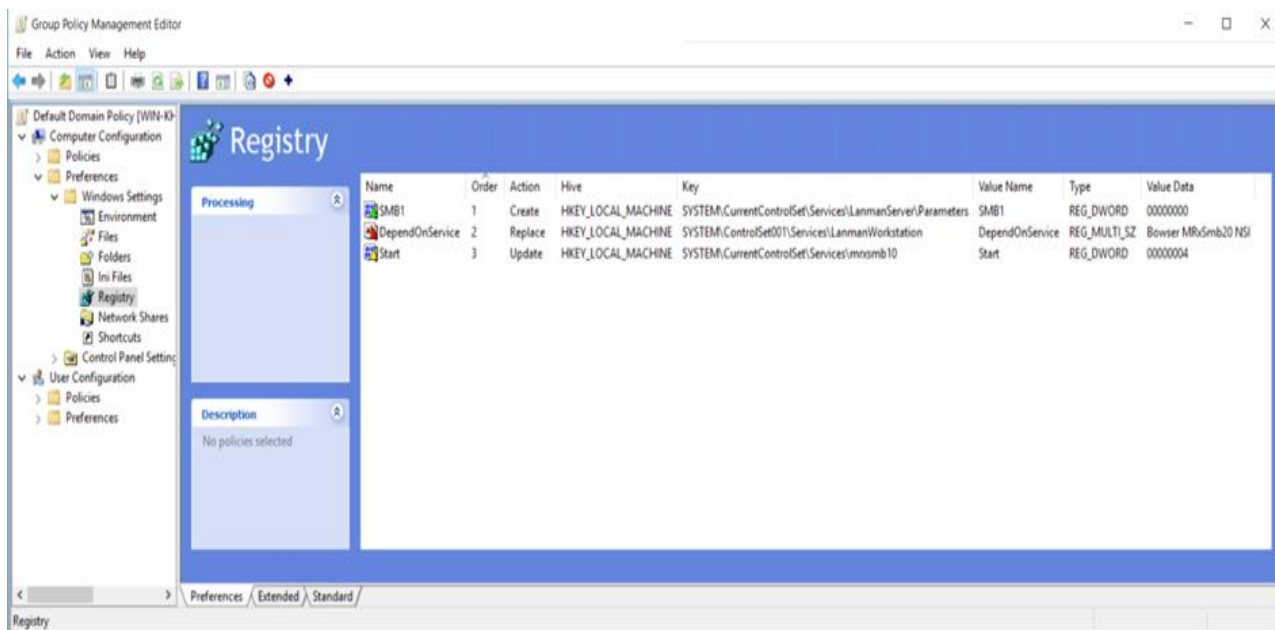 Group Policy Management Editor
File Action View Help
Default Domain Policy [WIN-KH
Computer Configuration
Policies
Preferences
Windows Settings
Environment
Files
Folders
Ini Files
Registry
Network Shares
Shortcuts
Control Panel Setting
User Configuration
Policies
Preferences
Registry
Processing
Description
No policies selected
Name Order Action Hive Key Value Name Type Value Data
SMB1 1 Create HKEY_LOCAL_MACHINE SYSTEM\CurrentControlSet\Services\LanmanServer\Parameters SMB1 REG_DWORD 00000000
DependOnService 2 Replace HKEY_LOCAL_MACHINE SYSTEM\ControlSet001\Services\LanmanWorkstation DependOnService REG_MULTI_SZ Bowser MRxSmb20 NSI
Start 3 Update HKEY_LOCAL_MACHINE SYSTEM\CurrentControlSet\Services\mrxsmb10 Start REG_DWORD 00000004
Preferences Extended Standard
Registry